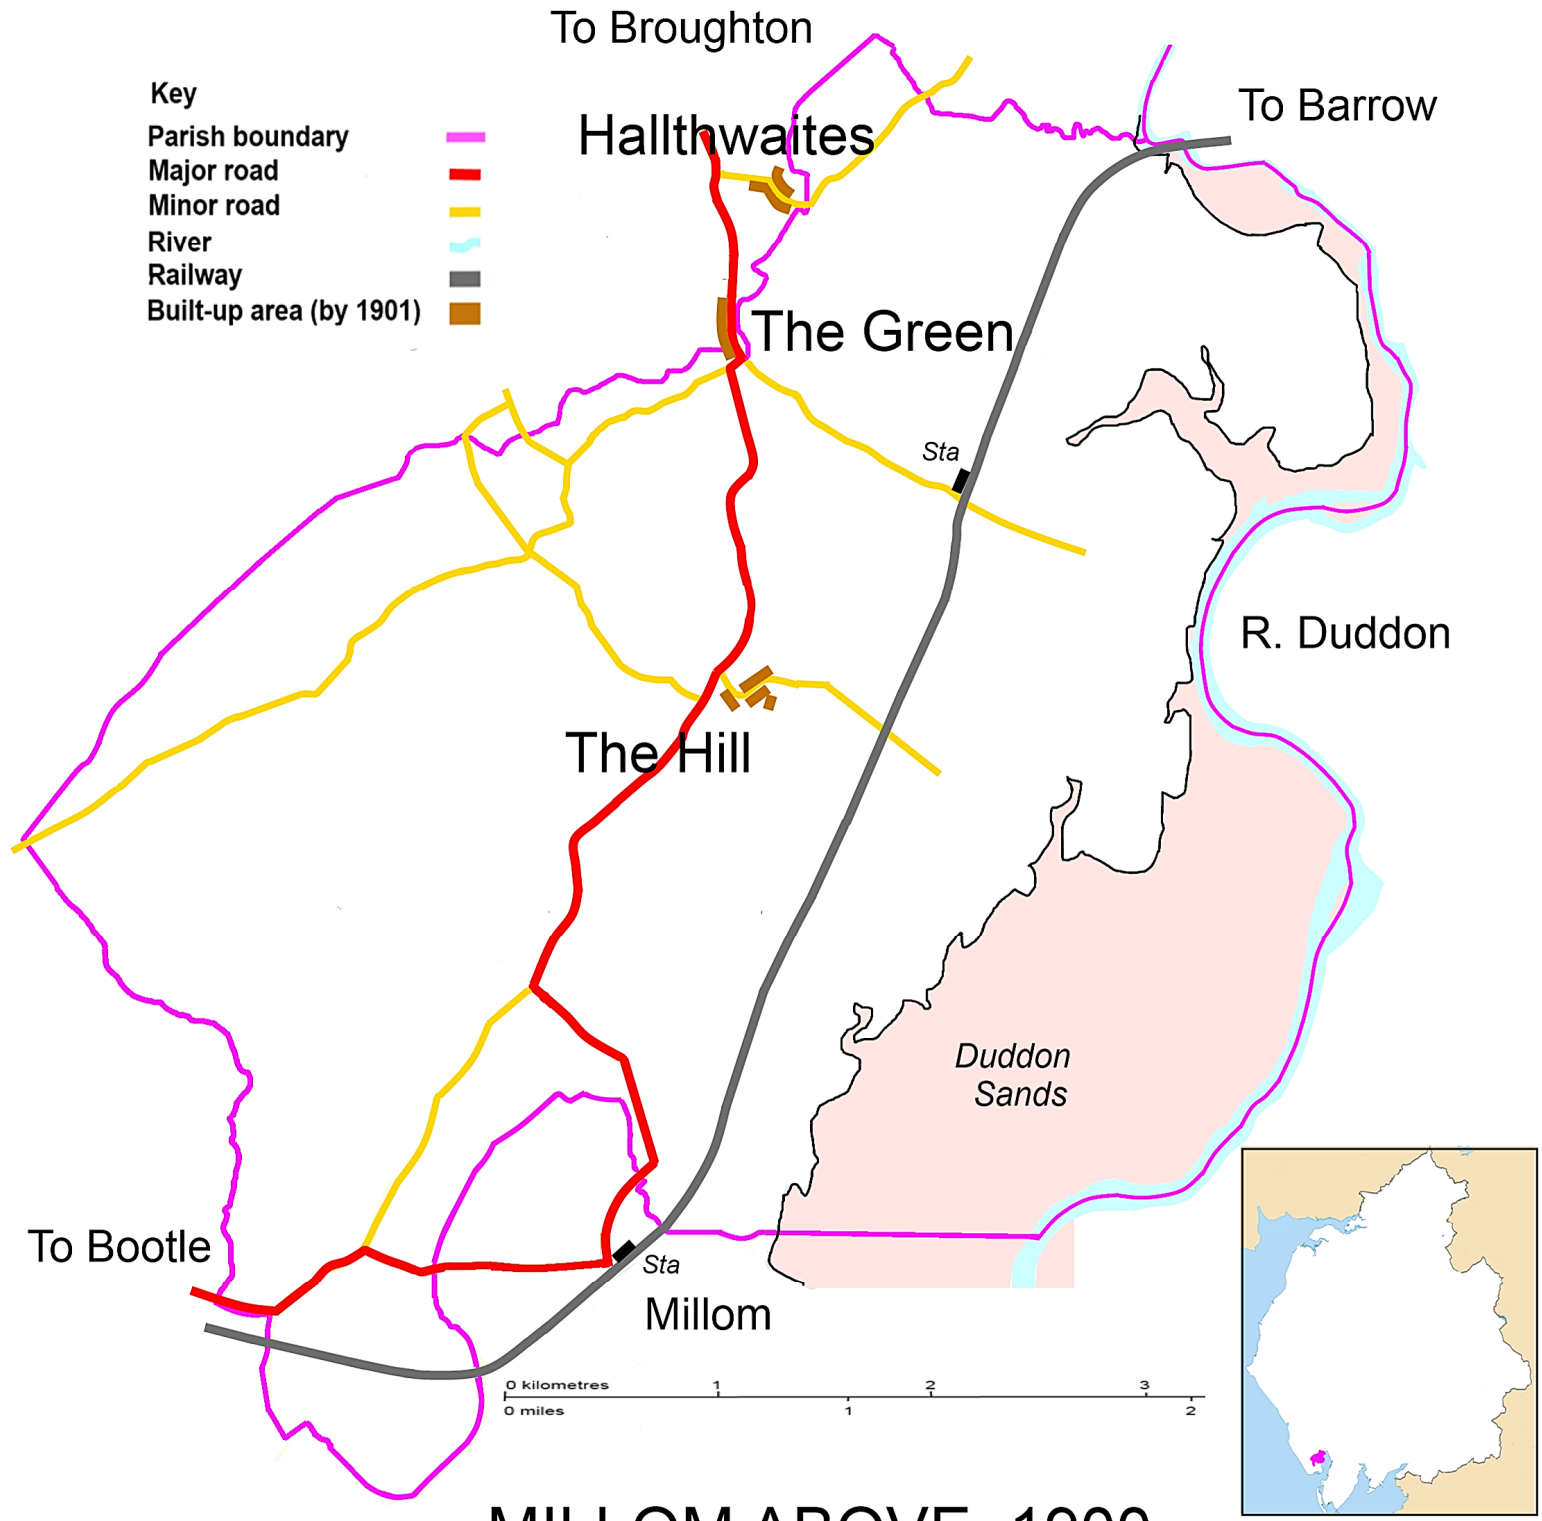 To Broughton
To Barrow
Key
Parish boundary
Major road
Minor road
River
Railway
Built-up area (by 1901)
Hallthwaites
The Green
Sta
R. Duddon
The Hill
Duddon
Sands
To Bootle
Sta
Millom
0 kilometres 1 2 3
0 miles 1 2
MILLOM ABOVE